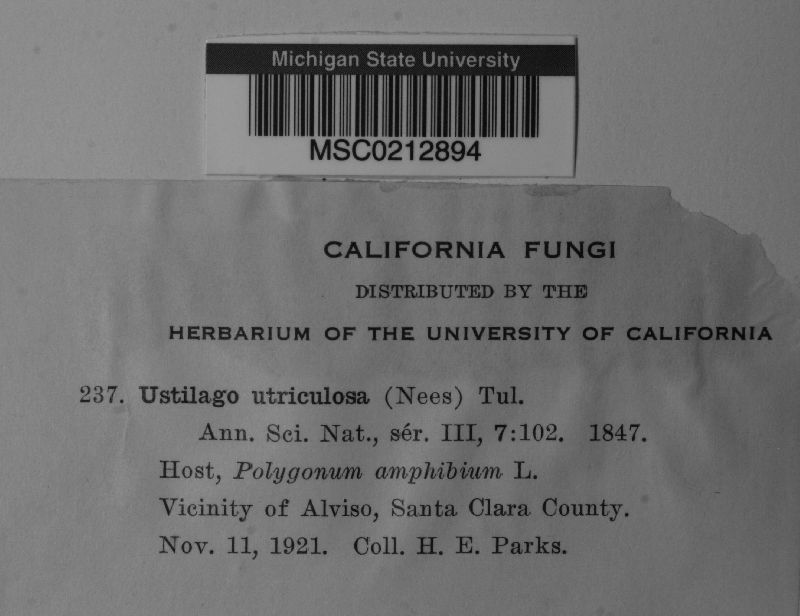 Michigan State University
MSC0212894
CALIFORNIA FUNGI
DISTRIBUTED BY THE
HERBARIUM OF THE UNIVERSITY OF CALIFORNIA
237. Ustilago utriculosa (Nees) Tul.
Ann. Sci. Nat., sér. III, 7:102. 1847.
Host, Polygonum amphibium L.
Vicinity of Alviso, Santa Clara County.
Nov. 11, 1921. Coll. H. E. Parks.